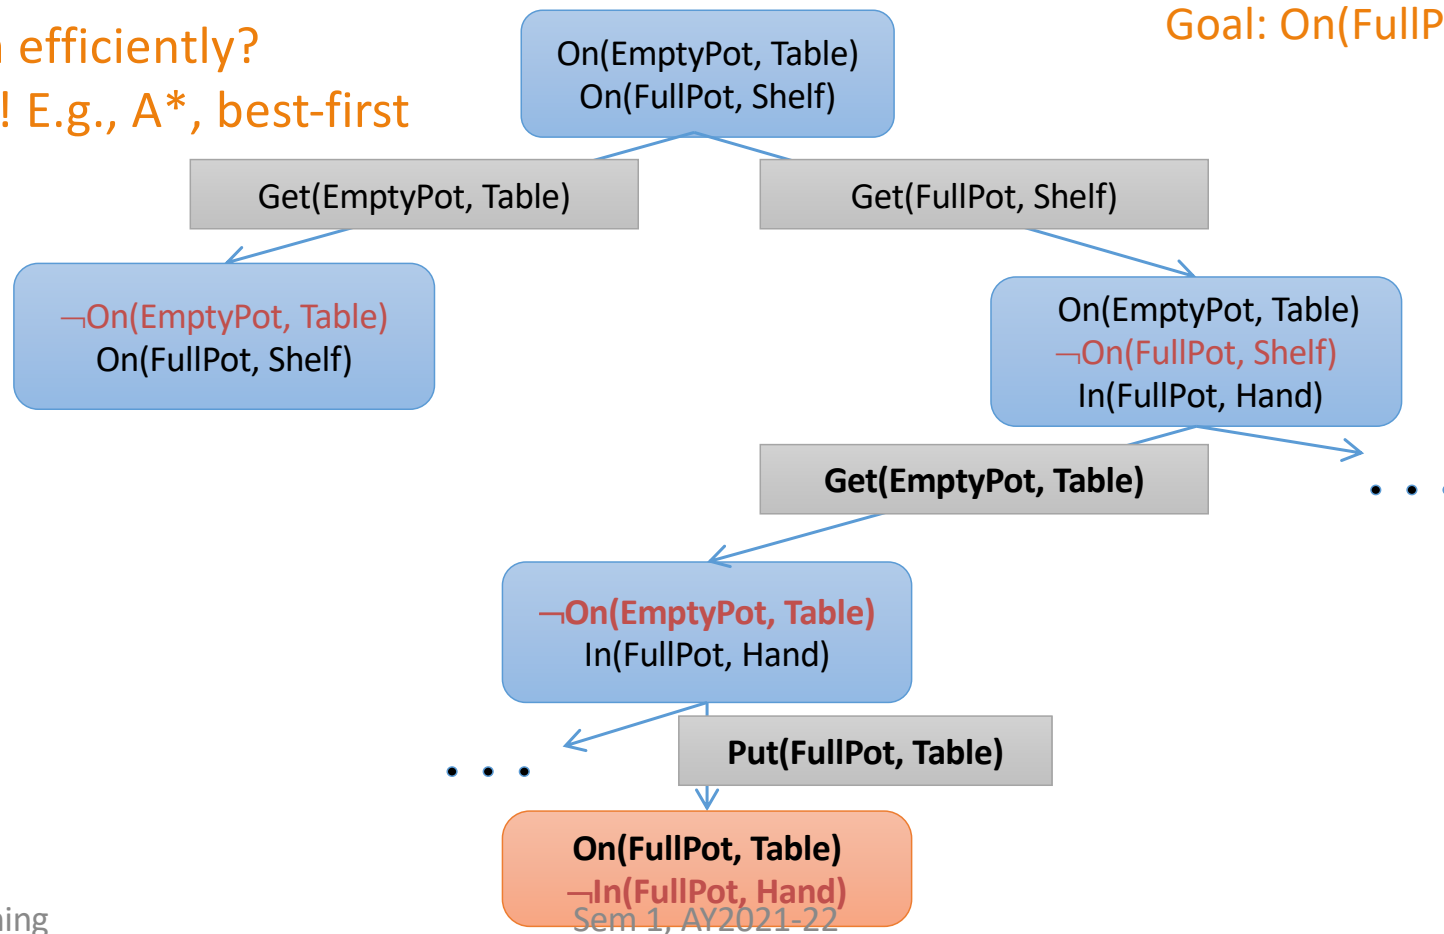 efficiently?
! E.g., A*, best-first
Goal: On(FullP
On(EmptyPot, Table)
On(FullPot, Shelf)
Get(EmptyPot, Table)
Get(FullPot, Shelf)
¬On(EmptyPot, Table)
On(FullPot, Shelf)
On(EmptyPot, Table)
¬On(FullPot, Shelf)
In(FullPot, Hand)
Get(EmptyPot, Table)
. . .
¬On(EmptyPot, Table)
In(FullPot, Hand)
. . .
Put(FullPot, Table)
On(FullPot, Table)
¬In(FullPot, Hand)
ning
Sem 1, AY2021-22